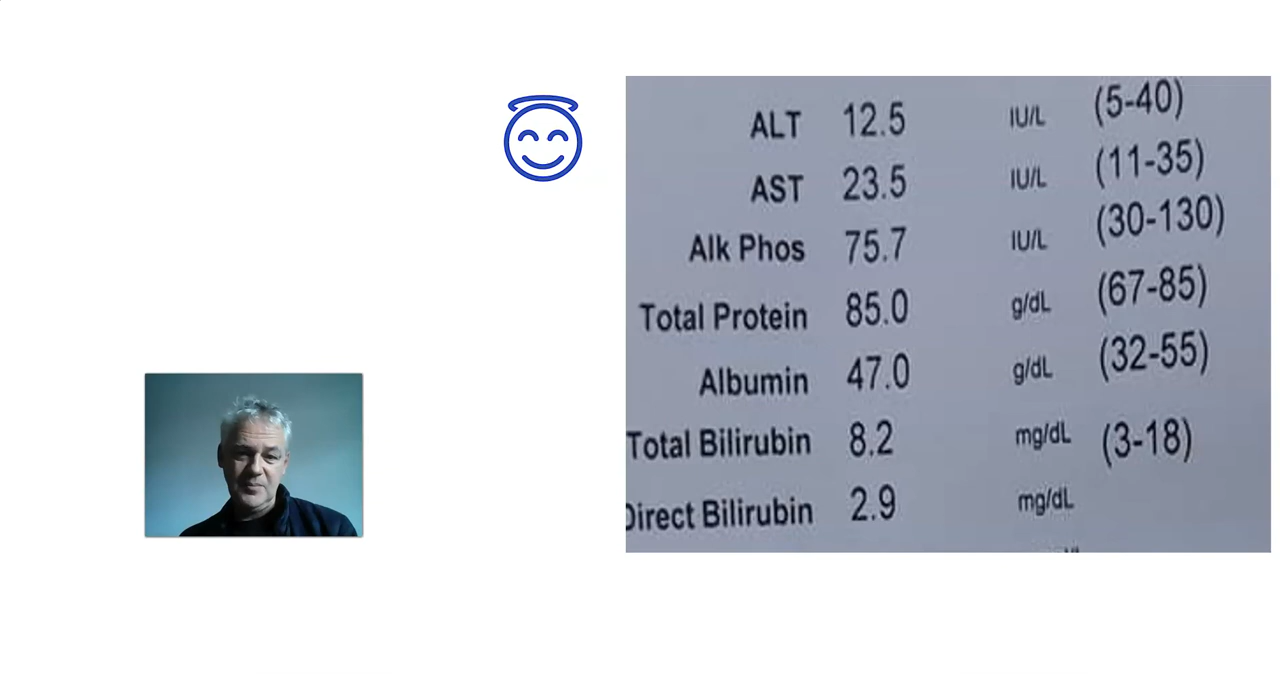 ALT 12.5 IU/L (5-40)
AST 23.5 IU/L (11-35)
Alk Phos 75.7 IU/L (30-130)
Total Protein 85.0 g/dL (67-85)
Albumin 47.0 g/dL (32-55)
Total Bilirubin 8.2 mg/dL (3-18)
Direct Bilirubin 2.9 mg/dL